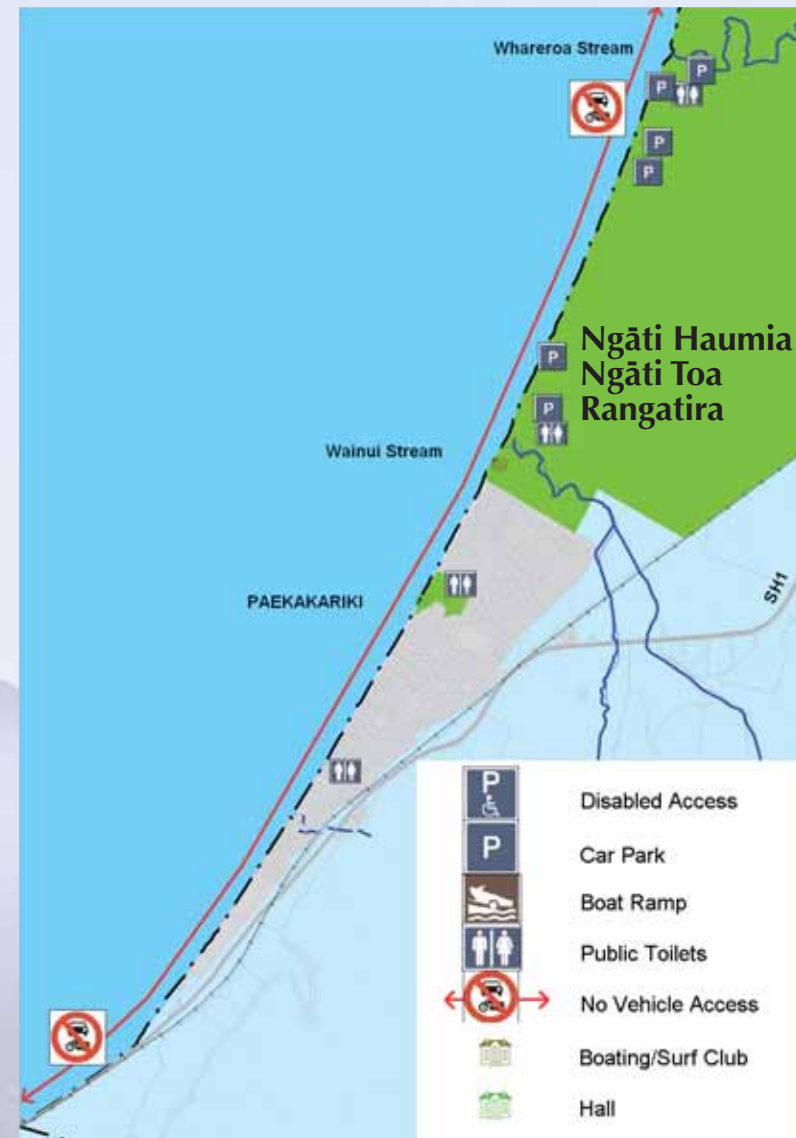 Whareroa Stream
P
P
P
P
Ngāti Haumia
P
Ngāti Toa
Rangatira
P
Wainui Stream
PAEKAKARIKI
SH1
P
Disabled Access
P
Car Park
Boat Ramp
Public Toilets
No Vehicle Access
Boating/Surf Club
Hall